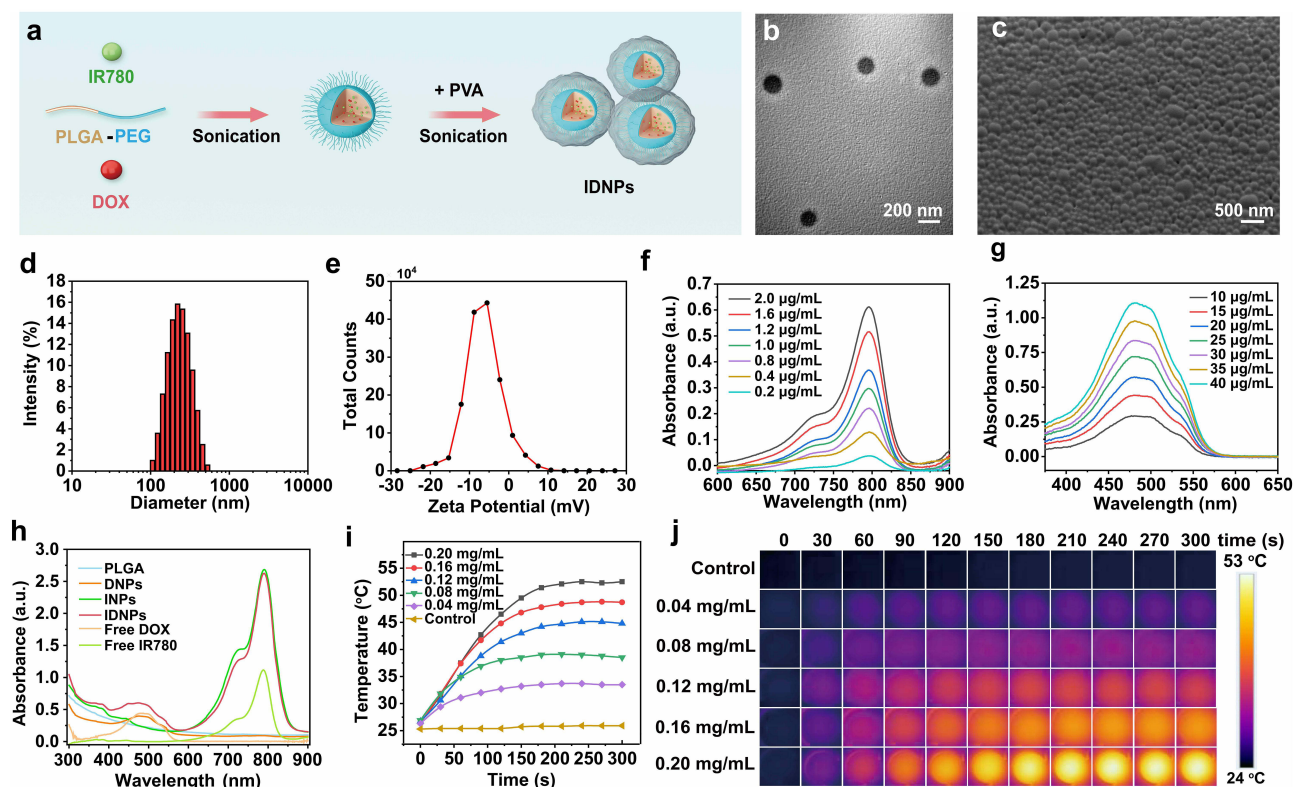 a
IR780
PLGA-PEG
DOX
Sonication
+ PVA
Sonication
IDNPs
b
200 nm
c
500 nm
d
Intensity (%)
18
16
14
12
10
8
6
4
2
0
10 100 1000 10000
Diameter (nm)
e
10⁴
Total Counts
50
40
30
20
10
0
-30 -20 -10 0 10 20 30
Zeta Potential (mV)
f
Absorbance (a.u.)
0.7
0.6
0.5
0.4
0.3
0.2
0.1
0.0
2.0 µg/mL
1.6 µg/mL
1.2 µg/mL
1.0 µg/mL
0.8 µg/mL
0.4 µg/mL
0.2 µg/mL
600 650 700 750 800 850 900
Wavelength (nm)
g
Absorbance (a.u.)
1.25
1.00
0.75
0.50
0.25
0.00
10 µg/mL
15 µg/mL
20 µg/mL
25 µg/mL
30 µg/mL
35 µg/mL
40 µg/mL
400 450 500 550 600 650
Wavelength (nm)
h
Absorbance (a.u.)
3.0
2.5
2.0
1.5
1.0
0.5
0.0
PLGA
DNPs
INPs
IDNPs
Free DOX
Free IR780
300 400 500 600 700 800 900
Wavelength (nm)
i
Temperature (°C)
55
50
45
40
35
30
25
0.20 mg/mL
0.16 mg/mL
0.12 mg/mL
0.08 mg/mL
0.04 mg/mL
Control
0 50 100 150 200 250 300
Time (s)
j
0 30 60 90 120 150 180 210 240 270 300 time (s)
Control
0.04 mg/mL
0.08 mg/mL
0.12 mg/mL
0.16 mg/mL
0.20 mg/mL
53 °C
24 °C